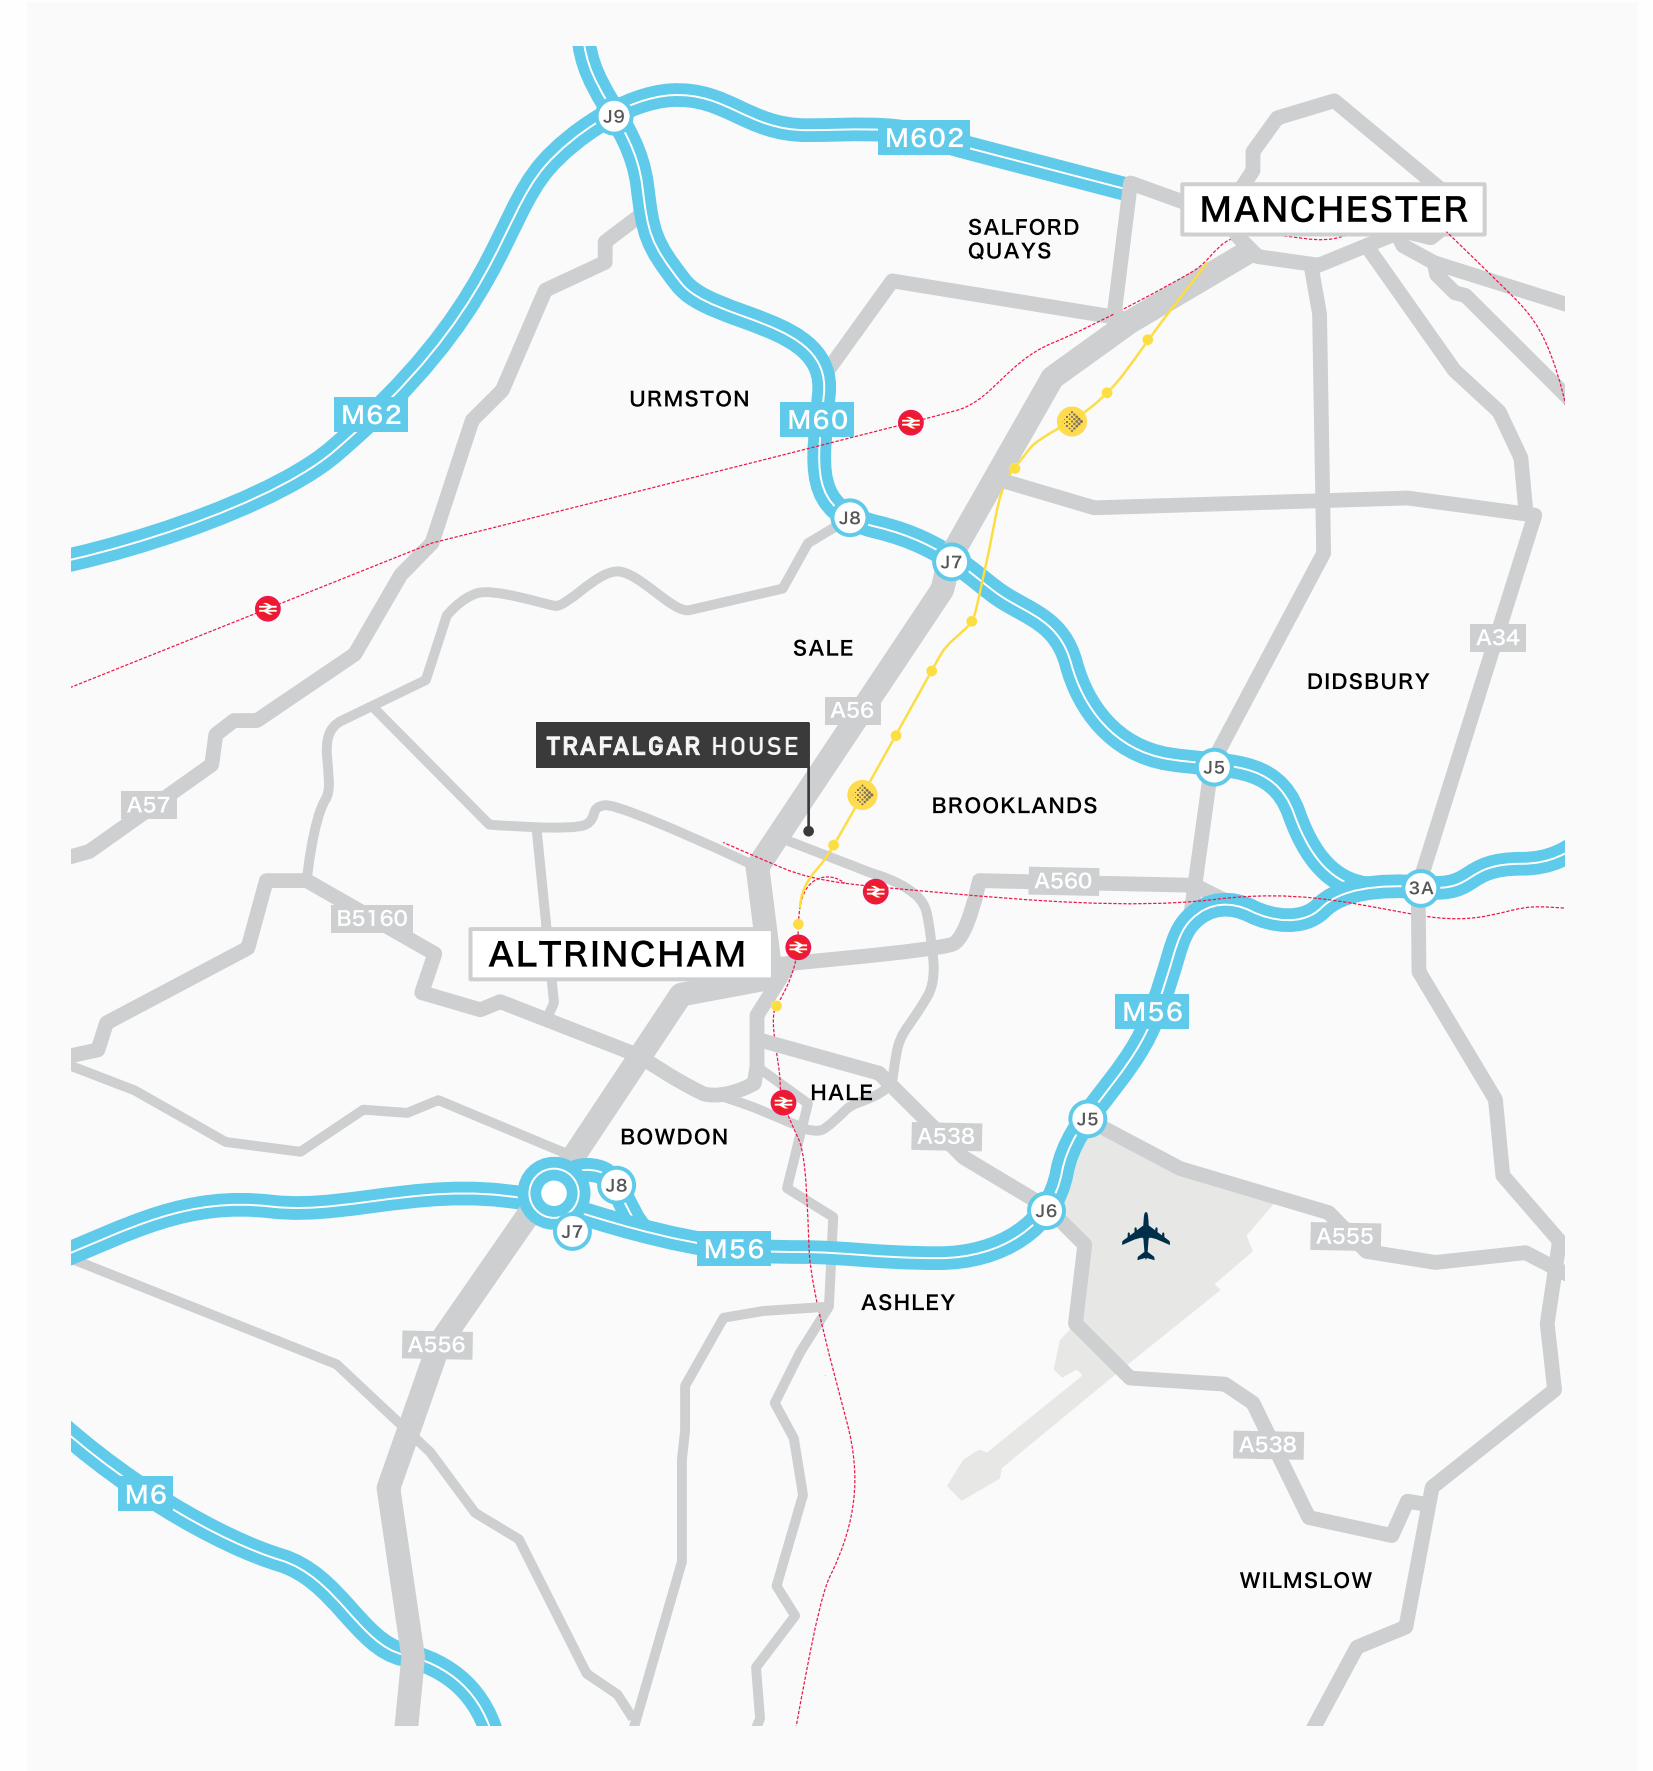 J9
M602
MANCHESTER
SALFORD
QUAYS
URMSTON
M62
M60
J8
J7
A34
SALE
DIDSBURY
A56
TRAFALGAR HOUSE
J5
A57
BROOKLANDS
A560
3A
B5160
ALTRINCHAM
M56
HALE
J5
BOWDON
A538
J8
J6
J7
M56
A555
ASHLEY
A556
A538
M6
WILMSLOW